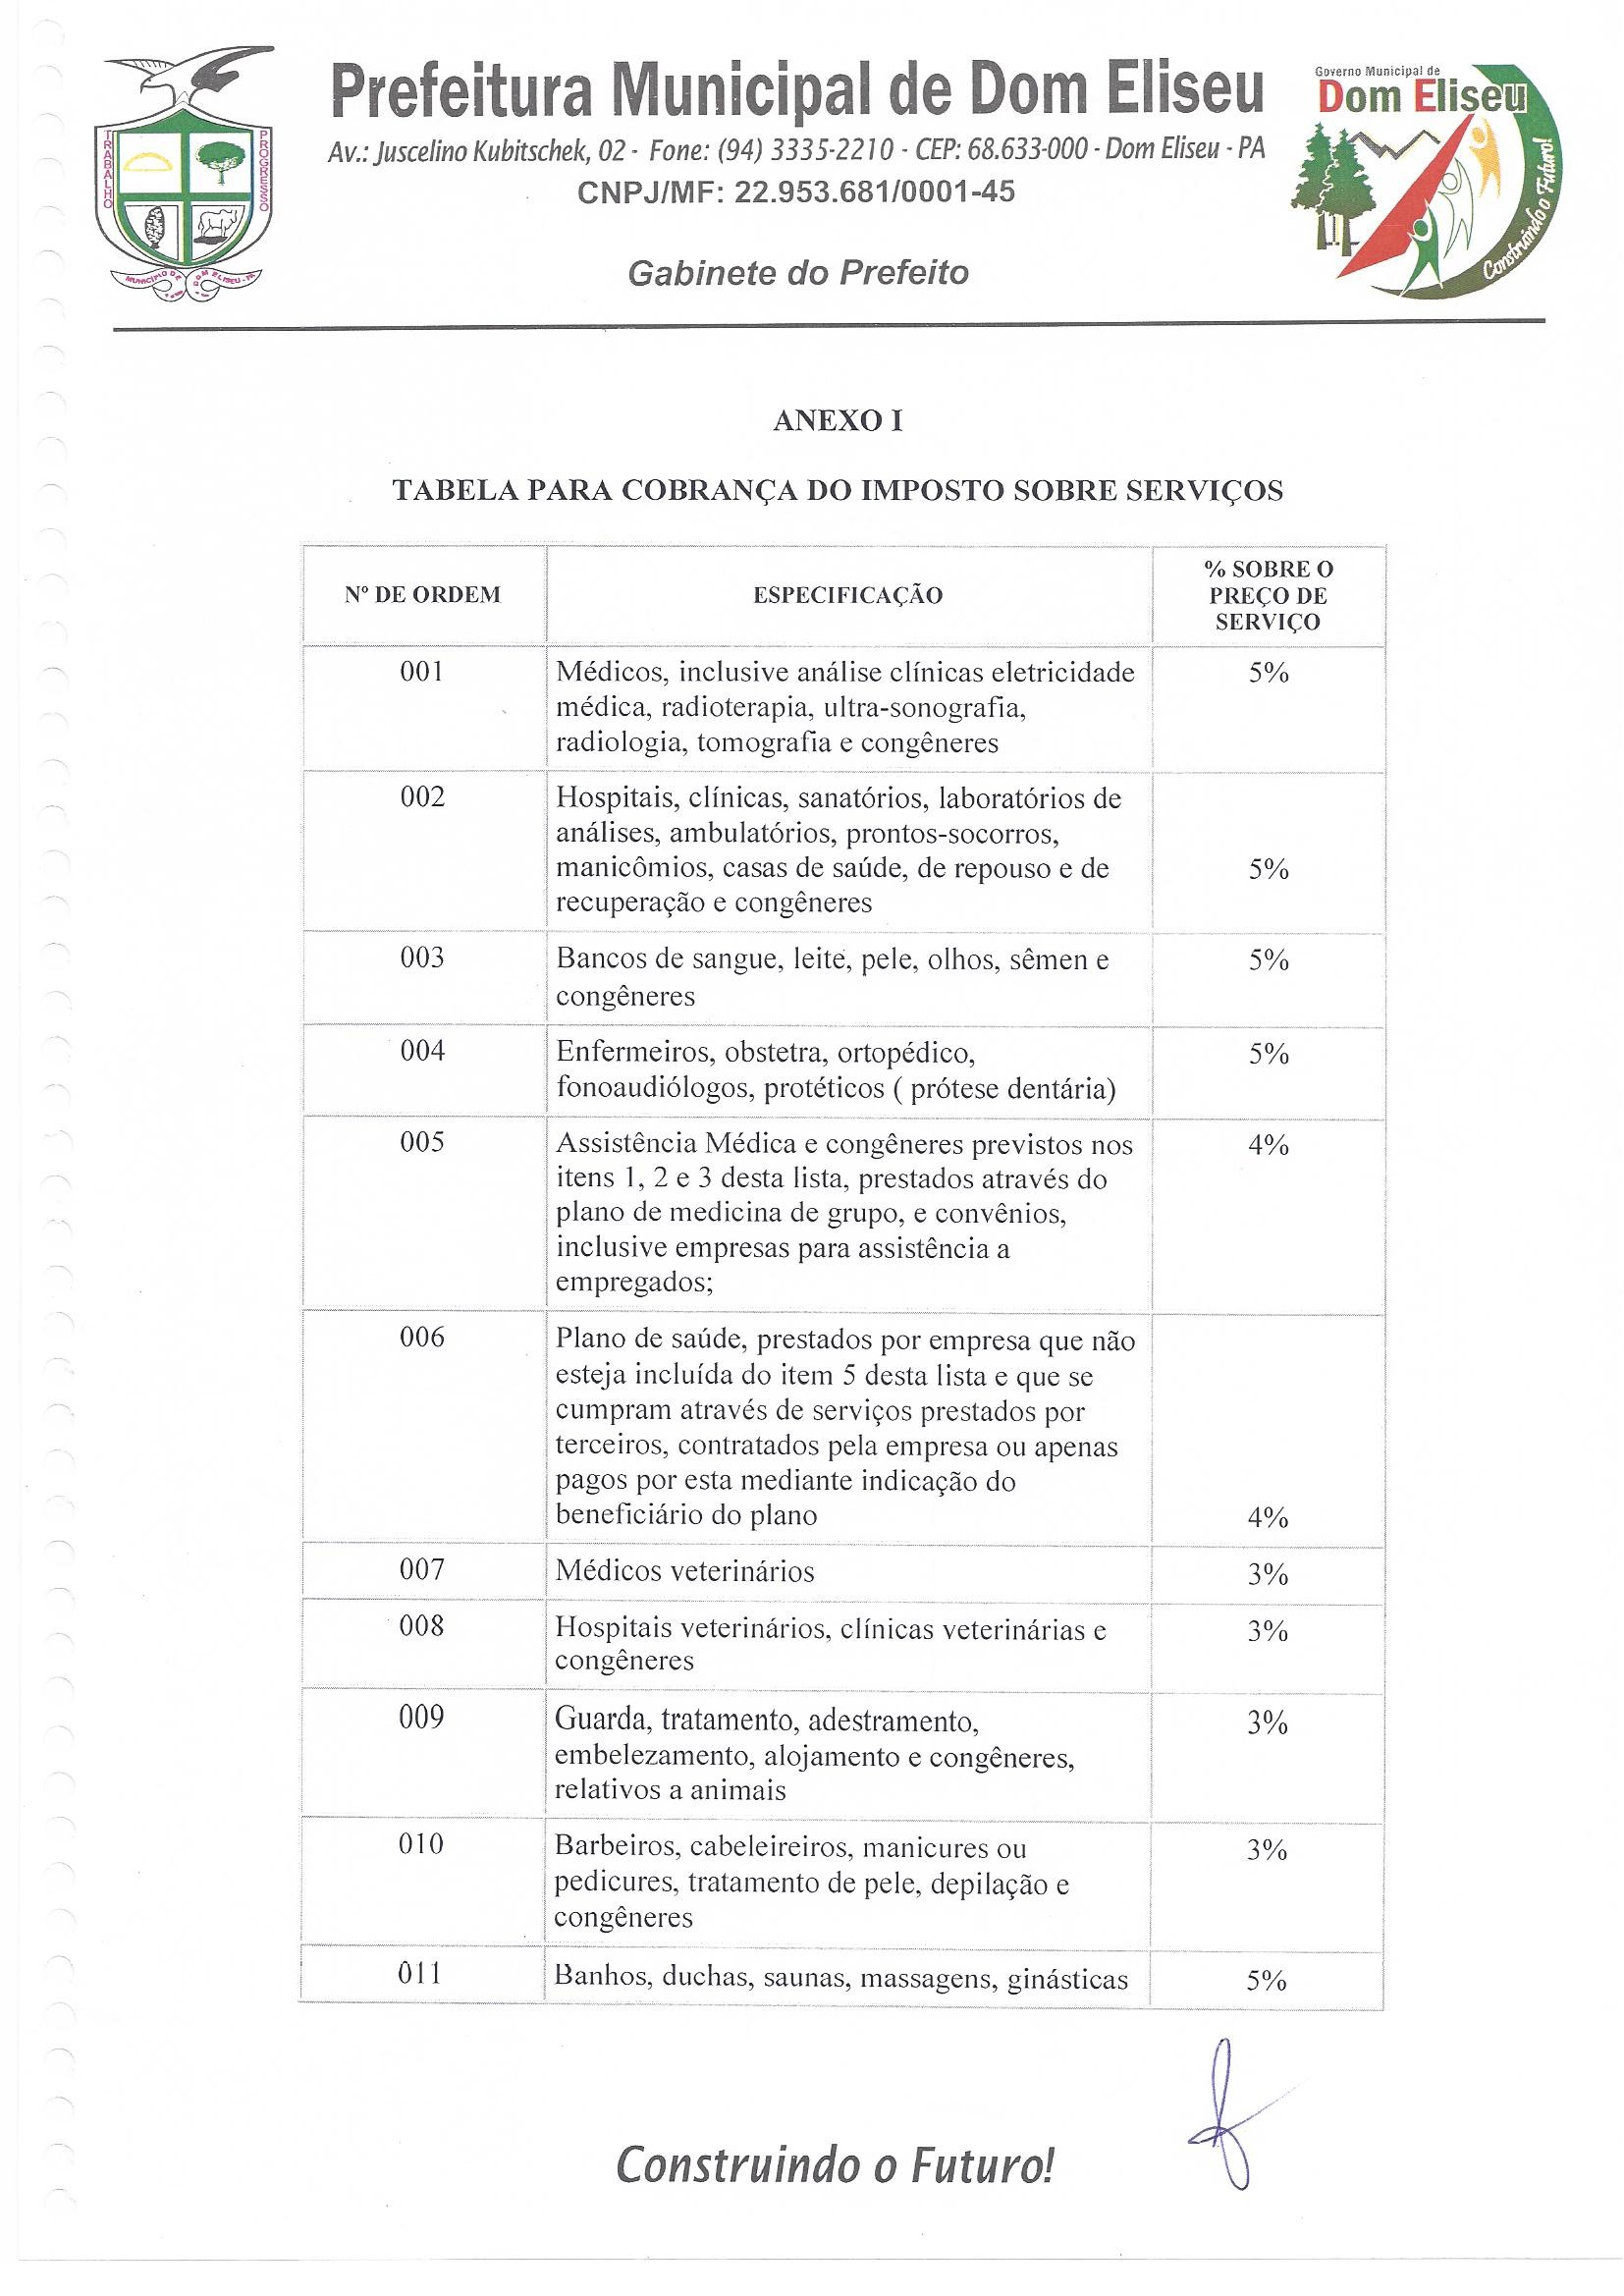 Prefeitura Municipal de Dom Eliseu
Av.: Juscelino Kubitschek, 02 - Fone: (94) 3335-2210 - CEP: 68.633-000 - Dom Eliseu - PA
CNPJ/MF: 22.953.681/0001-45
Gabinete do Prefeito
TRABALHO
PROGRESSO
MUNICÍPIO DE DOM ELISEU - PA
Governo Municipal de
Dom Eliseu
Construindo o Futuro!
ANEXO I
TABELA PARA COBRANÇA DO IMPOSTO SOBRE SERVIÇOS
Nº DE ORDEM
ESPECIFICAÇÃO
% SOBRE O
PREÇO DE
SERVIÇO
001
Médicos, inclusive análise clínicas eletricidade
médica, radioterapia, ultra-sonografia,
radiologia, tomografia e congêneres
5%
002
Hospitais, clínicas, sanatórios, laboratórios de
análises, ambulatórios, prontos-socorros,
manicômios, casas de saúde, de repouso e de
recuperação e congêneres
5%
003
Bancos de sangue, leite, pele, olhos, sêmen e
congêneres
5%
004
Enfermeiros, obstetra, ortopédico,
fonoaudiólogos, protéticos ( prótese dentária)
5%
005
Assistência Médica e congêneres previstos nos
itens 1, 2 e 3 desta lista, prestados através do
plano de medicina de grupo, e convênios,
inclusive empresas para assistência a
empregados;
4%
006
Plano de saúde, prestados por empresa que não
esteja incluída do item 5 desta lista e que se
cumpram através de serviços prestados por
terceiros, contratados pela empresa ou apenas
pagos por esta mediante indicação do
beneficiário do plano
4%
007
Médicos veterinários
3%
008
Hospitais veterinários, clínicas veterinárias e
congêneres
3%
009
Guarda, tratamento, adestramento,
embelezamento, alojamento e congêneres,
relativos a animais
3%
010
Barbeiros, cabeleireiros, manicures ou
pedicures, tratamento de pele, depilação e
congêneres
3%
011
Banhos, duchas, saunas, massagens, ginásticas
5%
Construindo o Futuro!